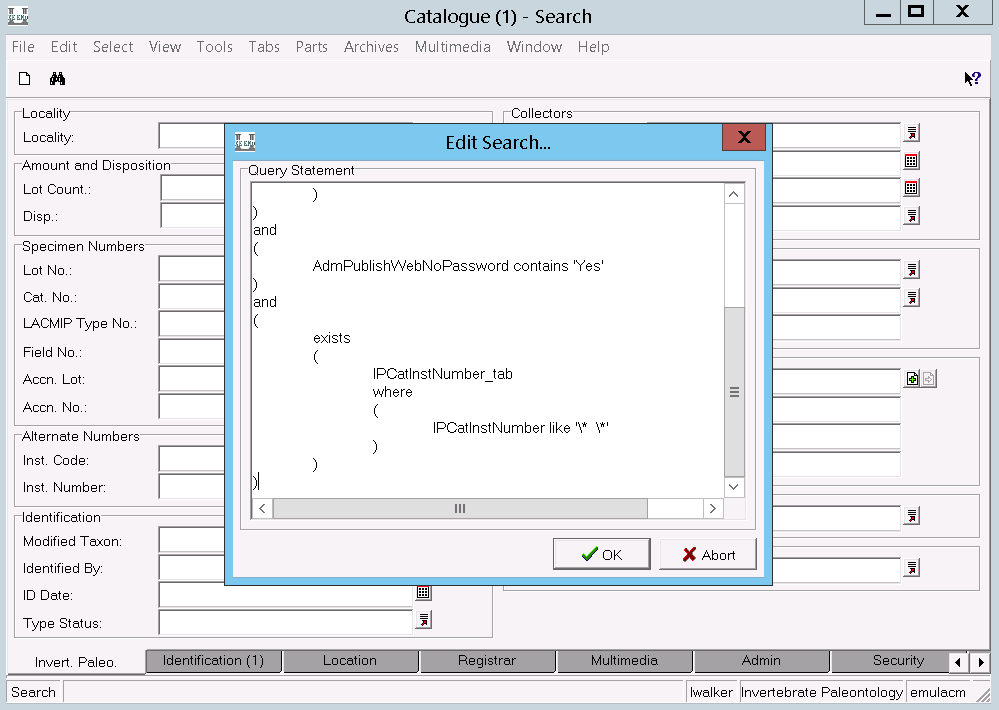 Catalogue (1) - Search
File Edit Select View Tools Tabs Parts Archives Multimedia Window Help
Locality
Locality:
Amount and Disposition
Lot Count.:
Disp.:
Specimen Numbers
Lot No.:
Cat. No.:
LACMIP Type No.:
Field No.:
Accn. Lot:
Accn. No.:
Alternate Numbers
Inst. Code:
Inst. Number:
Identification
Modified Taxon:
Identified By:
ID Date:
Type Status:
Collectors
Edit Search...
Query Statement
)
)
and
(
AdmPublishWebNoPassword contains 'Yes'
)
and
(
exists
(
IPCatInstNumber_tab
where
(
IPCatInstNumber like '\*  \*'
)
)
)
OK Abort
Invert. Paleo. Identification (1) Location Registrar Multimedia Admin Security
Search lwalker Invertebrate Paleontology emulacm